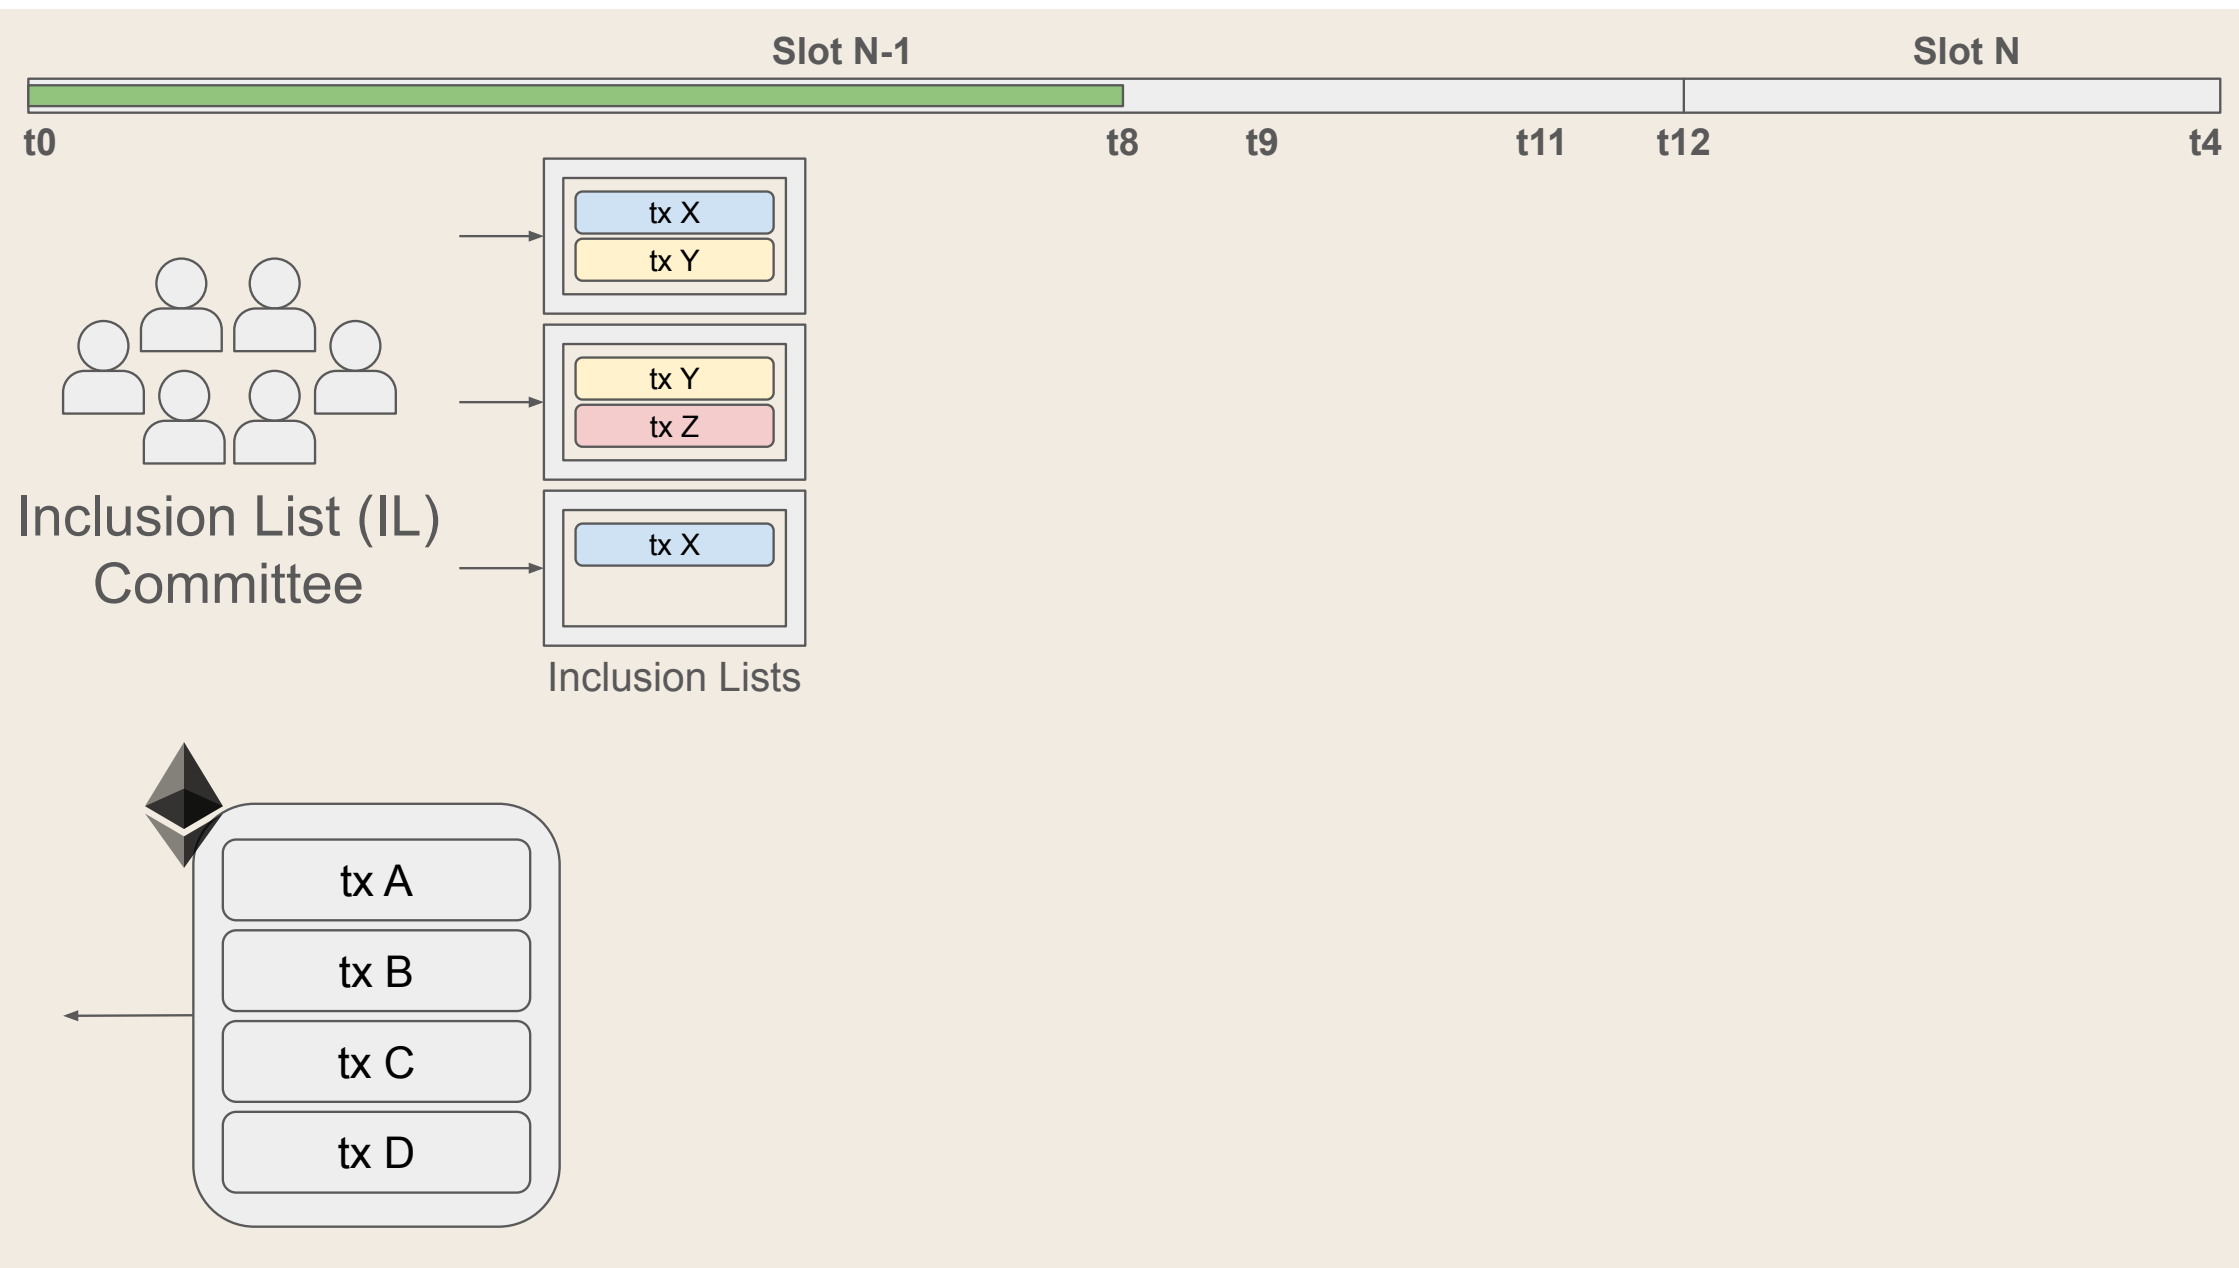 Slot N-1
Slot N
t0
t8
t9
t11
t12
t4
tx X
tx Y
tx Y
tx Z
tx X
Inclusion List (IL)
Committee
Inclusion Lists
tx A
tx B
tx C
tx D